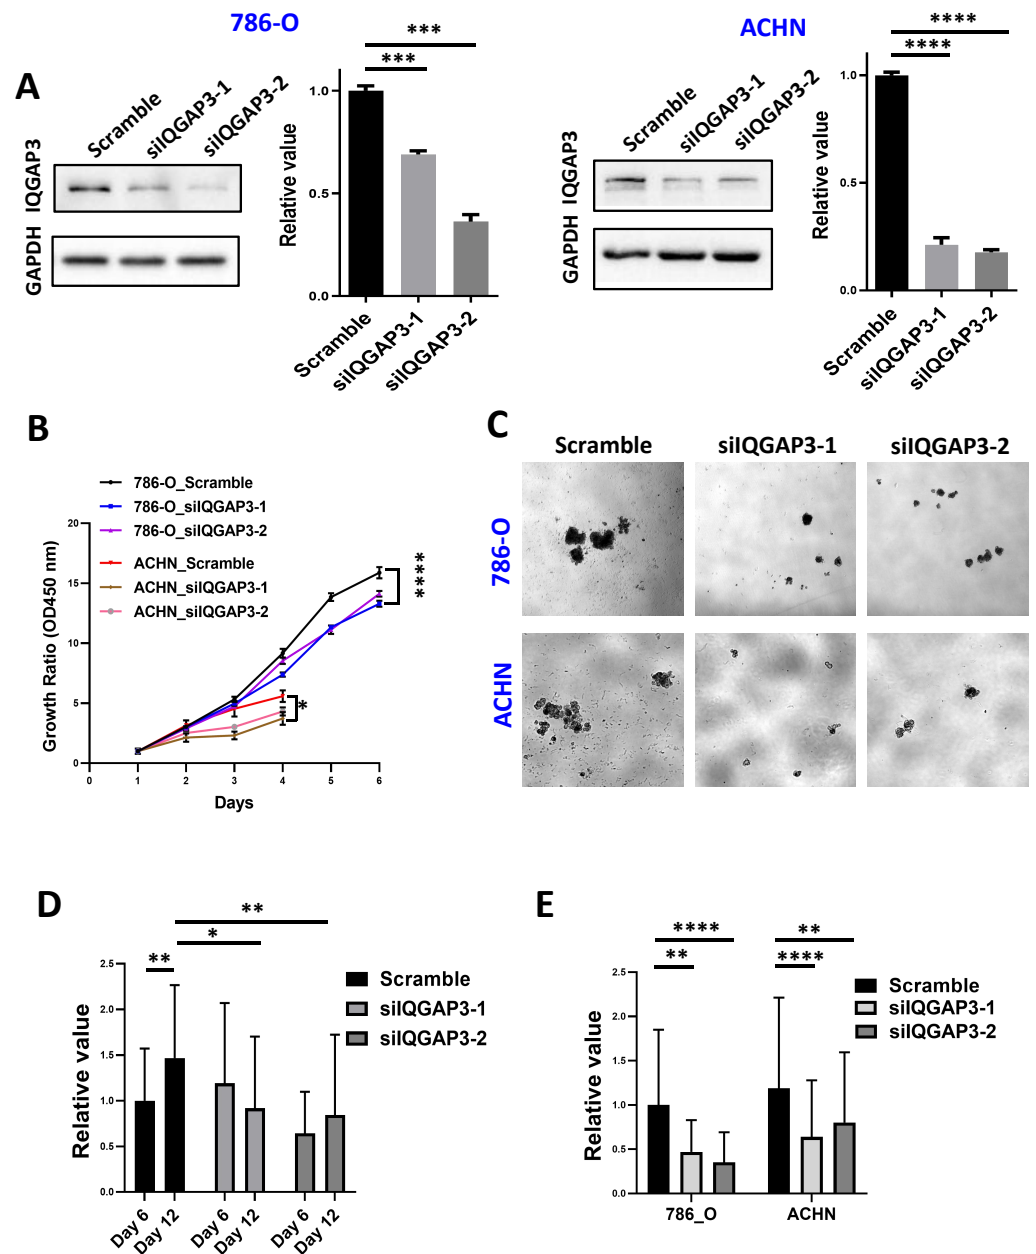 786-O
ACHN
A
***
***
Scramble
siIQGAP3-1
siIQGAP3-2
IQGAP3
GAPDH
Relative value
1.0
0.5
0.0
Scramble
siIQGAP3-1
siIQGAP3-2
****
****
Scramble
siIQGAP3-1
siIQGAP3-2
IQGAP3
GAPDH
Relative value
1.0
0.5
0.0
Scramble
siIQGAP3-1
siIQGAP3-2
B
786-O_Scramble
786-O_siIQGAP3-1
786-O_siIQGAP3-2
ACHN_Scramble
ACHN_siIQGAP3-1
ACHN_siIQGAP3-2
Growth Ratio (OD450 nm)
20
15
10
5
0
0 1 2 3 4 5 6
Days
****
*
C
Scramble siIQGAP3-1 siIQGAP3-2
786-O
ACHN
D
**
*
**
Relative value
2.5
2.0
1.5
1.0
0.5
0.0
Day 6
Day 12
Day 6
Day 12
Day 6
Day 12
Scramble
siIQGAP3-1
siIQGAP3-2
E
****
**
**
****
Relative value
2.5
2.0
1.5
1.0
0.5
0.0
786_O ACHN
Scramble
siIQGAP3-1
siIQGAP3-2